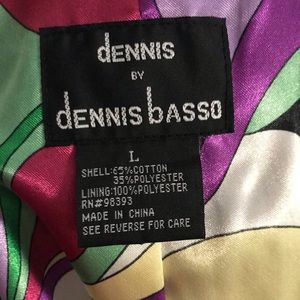 dENNIS
BY
dENNIS bASSO
L
SHELL:65%COTTON
35%POLYESTER
LINING:100%POLYESTER
RN#98393
MADE IN CHINA
SEE REVERSE FOR CARE